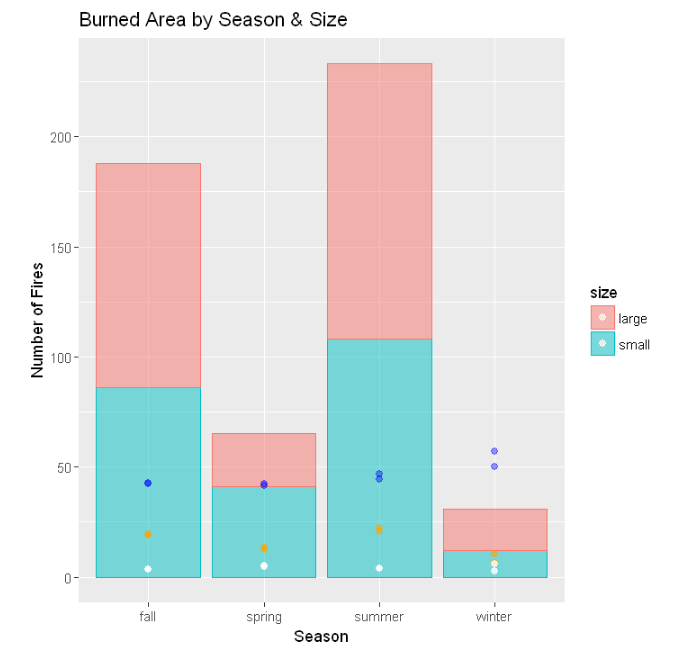 Burned Area by Season & Size
200
150
100
50
0
Number of Fires
fall spring summer winter
Season
size
large
small